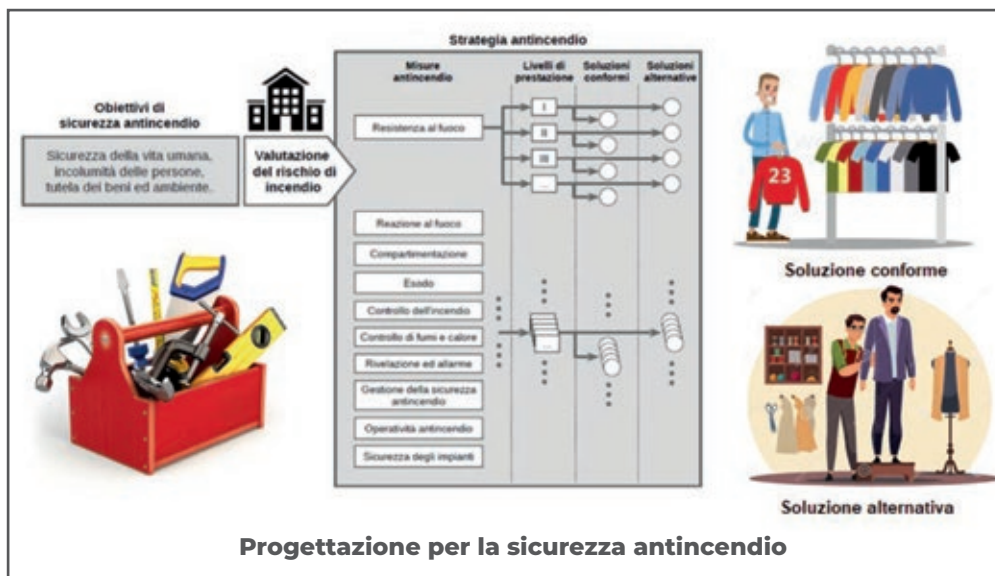 Strategia antincendio
Obiettivi di
sicurezza antincendio
Sicurezza della vita umana,
incolumità delle persone,
tutela dei beni ed ambiente.
Valutazione
del rischio di
incendio
Misure
antincendio
Livelli di
prestazione
Soluzioni
conformi
Soluzioni
alternative
Resistenza al fuoco
I
II
III
...
Reazione al fuoco
Compartimentazione
Esodo
Controllo dell'incendio
Controllo di fumi e calore
Rivelazione ed allarme
Gestione della sicurezza
antincendio
Operatività antincendio
Sicurezza degli impianti
...
23
Soluzione conforme
Soluzione alternativa
Progettazione per la sicurezza antincendio